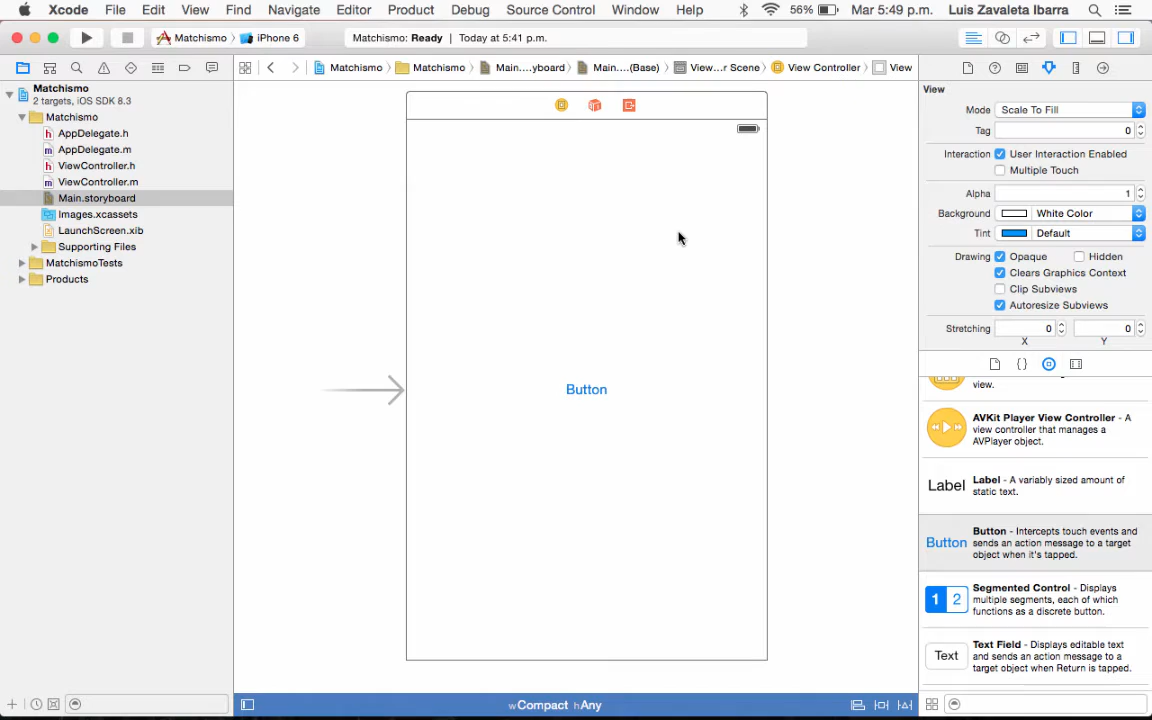 Xcode File Edit View Find Navigate Editor Product Debug Source Control Window Help 56% Mar 5:49 p.m. Luis Zavaleta Ibarra
Matchismo iPhone 6 Matchismo: Ready Today at 5:41 p.m.
Matchismo Matchismo Main....yboard Main....(Base) View...r Scene View Controller View
Matchismo
2 targets, iOS SDK 8.3
Matchismo
AppDelegate.h
AppDelegate.m
ViewController.h
ViewController.m
Main.storyboard
Images.xcassets
LaunchScreen.xib
Supporting Files
MatchismoTests
Products
Button
wCompact hAny
View
Mode Scale To Fill
Tag 0
Interaction User Interaction Enabled
Multiple Touch
Alpha 1
Background White Color
Tint Default
Drawing Opaque Hidden
Clears Graphics Context
Clip Subviews
Autoresize Subviews
Stretching 0 0
X Y
view.
AVKit Player View Controller - A
view controller that manages a
AVPlayer object.
Label Label - A variably sized amount of
static text.
Button Button - Intercepts touch events and
sends an action message to a target
object when it's tapped.
1 2 Segmented Control - Displays
multiple segments, each of which
functions as a discrete button.
Text Text Field - Displays editable text
and sends an action message to a
target object when Return is tapped.